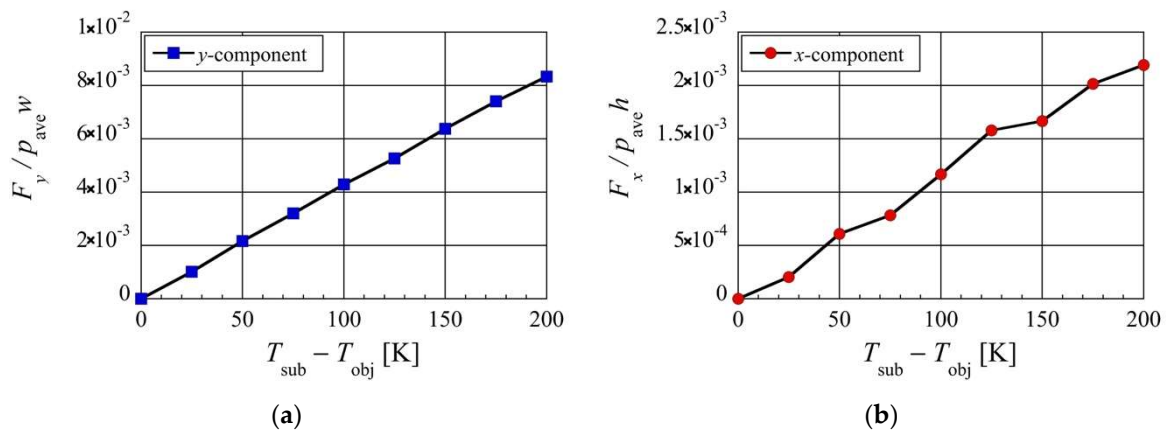 1×10⁻²
8×10⁻³
6×10⁻³
4×10⁻³
2×10⁻³
0
F_y / p_ave w
y-component
0 50 100 150 200
T_sub − T_obj [K]
(a)
2.5×10⁻³
2×10⁻³
1.5×10⁻³
1×10⁻³
5×10⁻⁴
0
F_x / p_ave h
x-component
0 50 100 150 200
T_sub − T_obj [K]
(b)